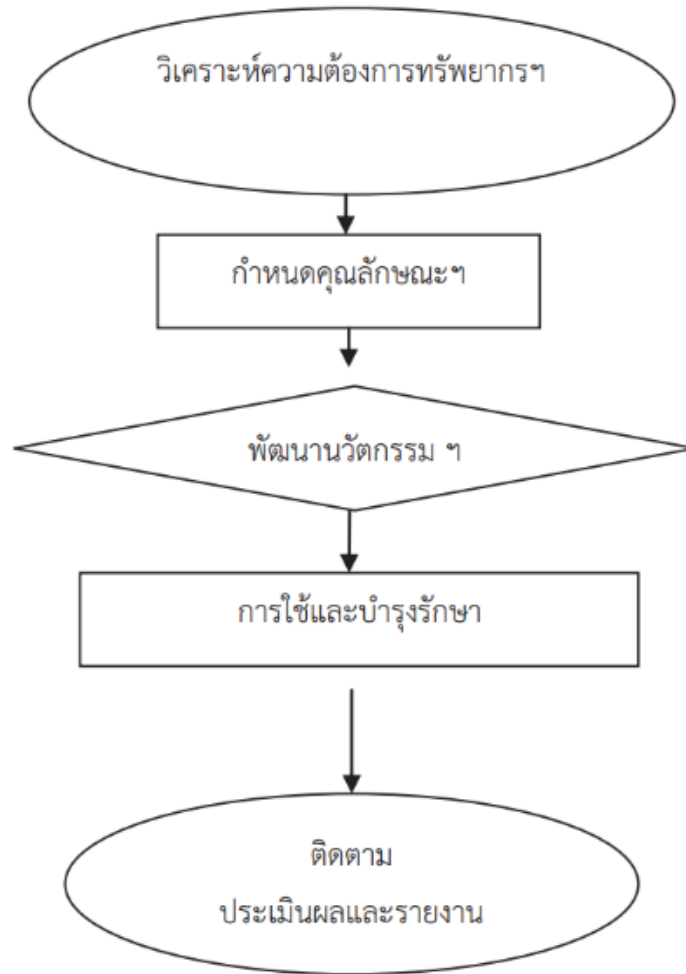 วิเคราะห์ความต้องการทรัพยากรฯ
กำหนดคุณลักษณะฯ
พัฒนานวัตกรรม ฯ
การใช้และบำรุงรักษา
ติดตาม
ประเมินผลและรายงาน